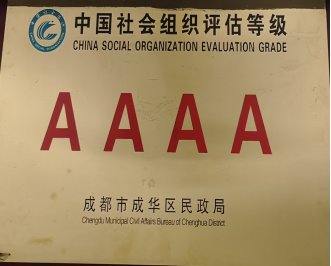 中国社会组织评估等级
CHINA SOCIAL ORGANIZATION EVALUATION GRADE
AAAA
成都市成华区民政局
Chengdu Municipal Civil Affairs Bureau of Chenghua District